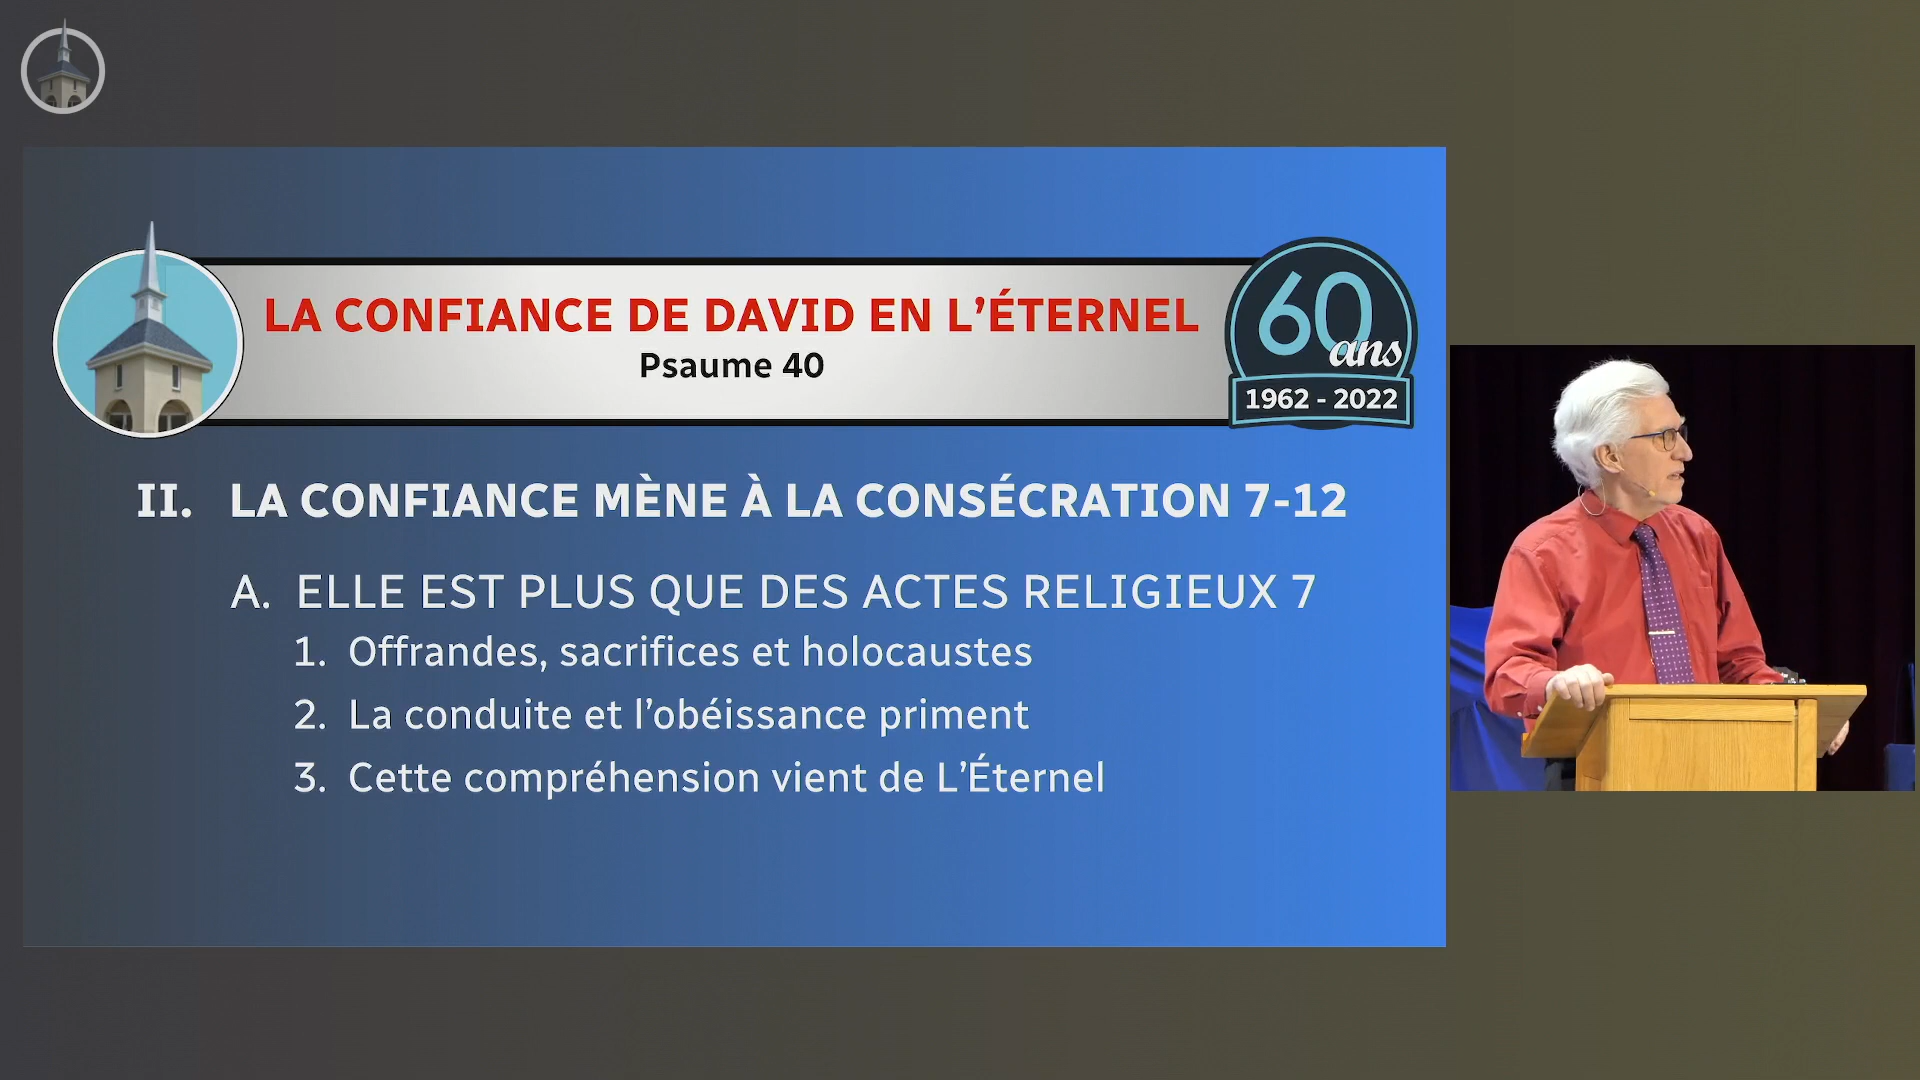 LA CONFIANCE DE DAVID EN L’ÉTERNEL
Psaume 40
60
ans
1962 - 2022
II. LA CONFIANCE MÈNE À LA CONSÉCRATION 7-12
A. ELLE EST PLUS QUE DES ACTES RELIGIEUX 7
1. Offrandes, sacrifices et holocaustes
2. La conduite et l’obéissance priment
3. Cette compréhension vient de L’Éternel